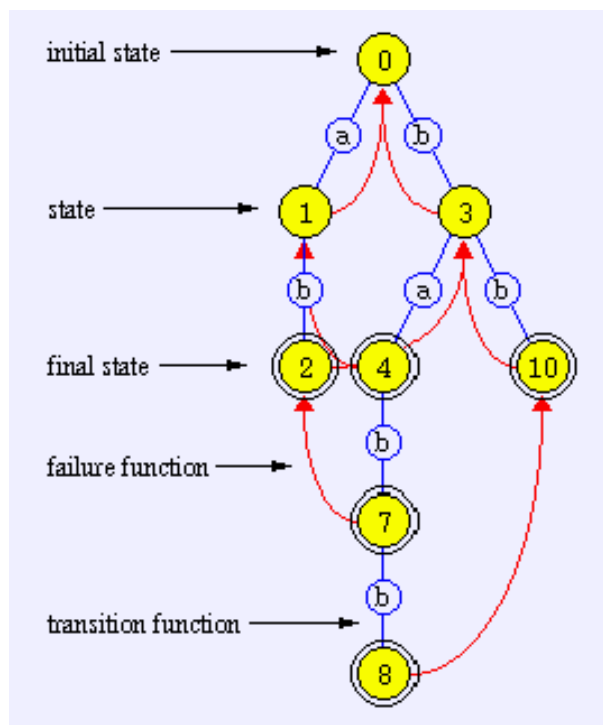 initial state
0
a
b
state
1
3
b
a
b
final state
2
4
10
b
failure function
7
b
transition function
8